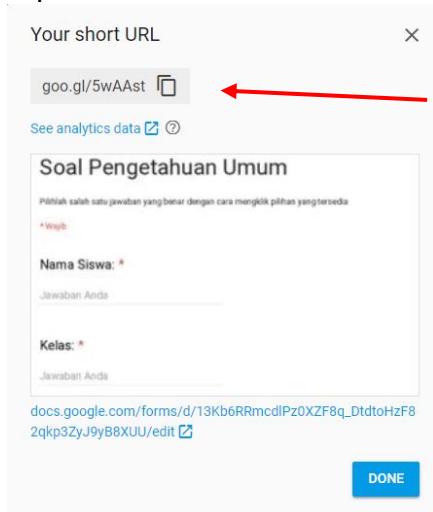 Your short URL
goo.gl/5wAAst
See analytics data
Soal Pengetahuan Umum
Pilihlah salah satu jawaban yang benar dengan cara mengklik pilihan yang tersedia
* Wajib
Nama Siswa: *
Jawaban Anda
Kelas: *
Jawaban Anda
docs.google.com/forms/d/13Kb6RRmcdlPz0XZF8q_DtdtoHzF8
2qkp3ZyJ9yB8XUU/edit
DONE